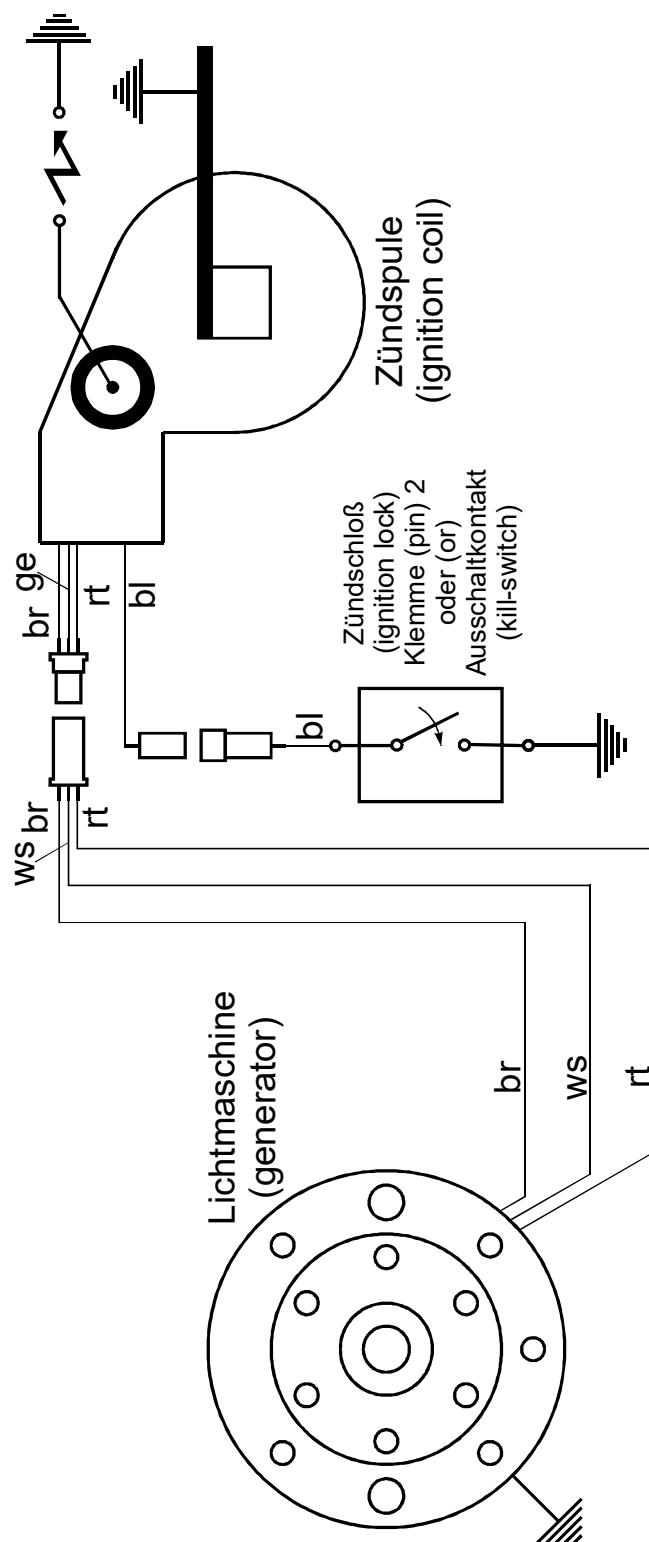 Zündspule
(ignition coil)
br
ge
rt
bl
Zündschloß
(ignition lock)
Klemme (pin) 2
oder (or)
Ausschaltkontakt
(kill-switch)
bl
ws
br
rt
Lichtmaschine
(generator)
br
ws
rt